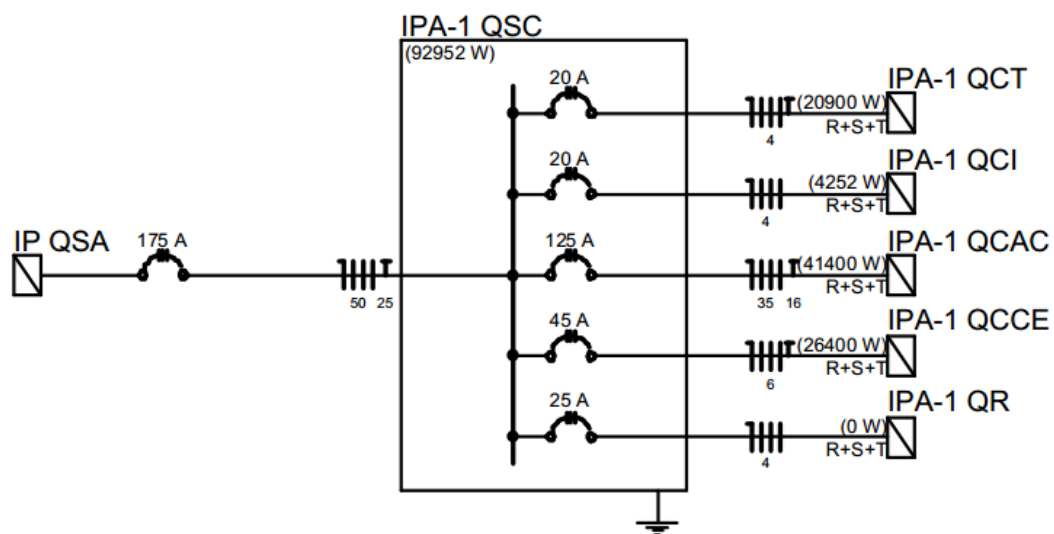 IPA-1 QSC
(92952 W)
20 A
IPA-1 QCT
(20900 W)
R+S+T
4
20 A
IPA-1 QCI
(4252 W)
R+S+T
4
IP QSA
175 A
50 25
125 A
IPA-1 QCAC
(41400 W)
R+S+T
35 16
45 A
IPA-1 QCCE
(26400 W)
R+S+T
6
25 A
IPA-1 QR
(0 W)
R+S+T
4